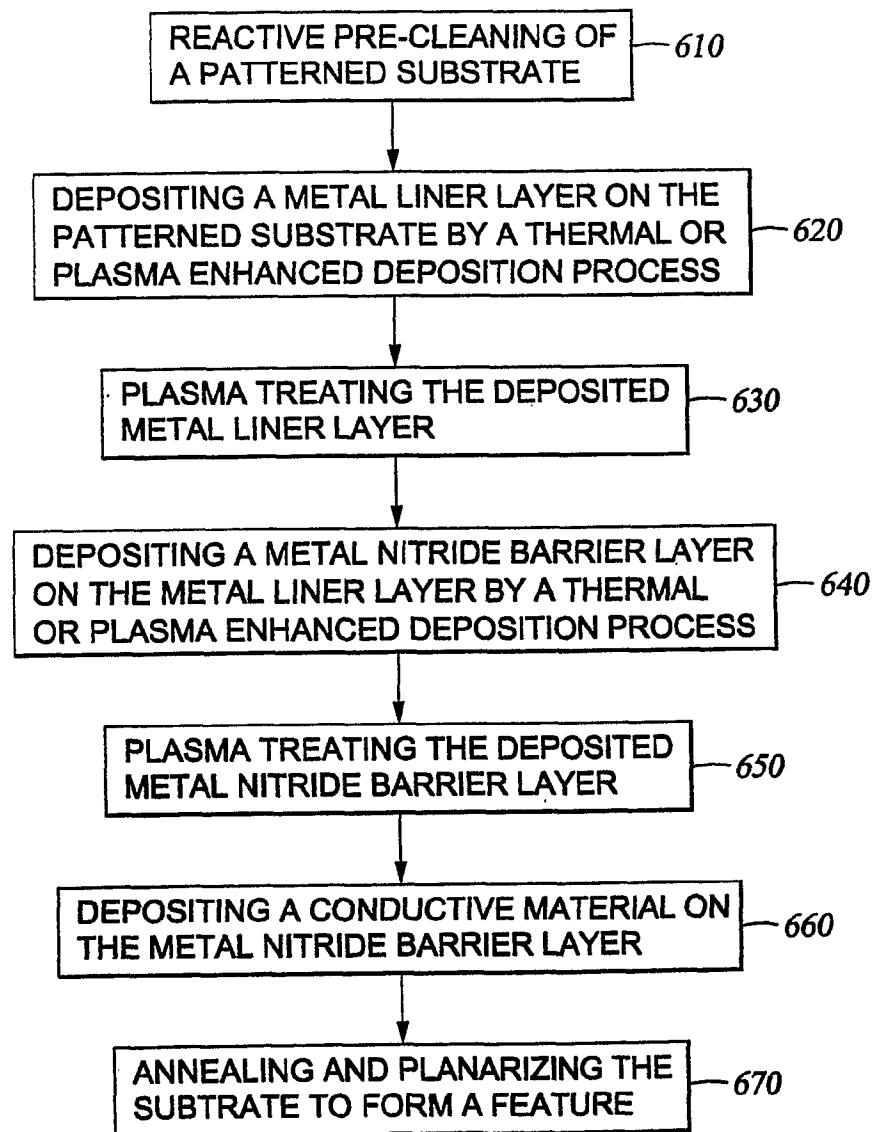 REACTIVE PRE-CLEANING OF
A PATTERNED SUBSTRATE
610
DEPOSITING A METAL LINER LAYER ON THE
PATTERNED SUBSTRATE BY A THERMAL OR
PLASMA ENHANCED DEPOSITION PROCESS
620
PLASMA TREATING THE DEPOSITED
METAL LINER LAYER
630
DEPOSITING A METAL NITRIDE BARRIER LAYER
ON THE METAL LINER LAYER BY A THERMAL
OR PLASMA ENHANCED DEPOSITION PROCESS
640
PLASMA TREATING THE DEPOSITED
METAL NITRIDE BARRIER LAYER
650
DEPOSITING A CONDUCTIVE MATERIAL ON
THE METAL NITRIDE BARRIER LAYER
660
ANNEALING AND PLANARIZING THE
SUBTRATE TO FORM A FEATURE
670